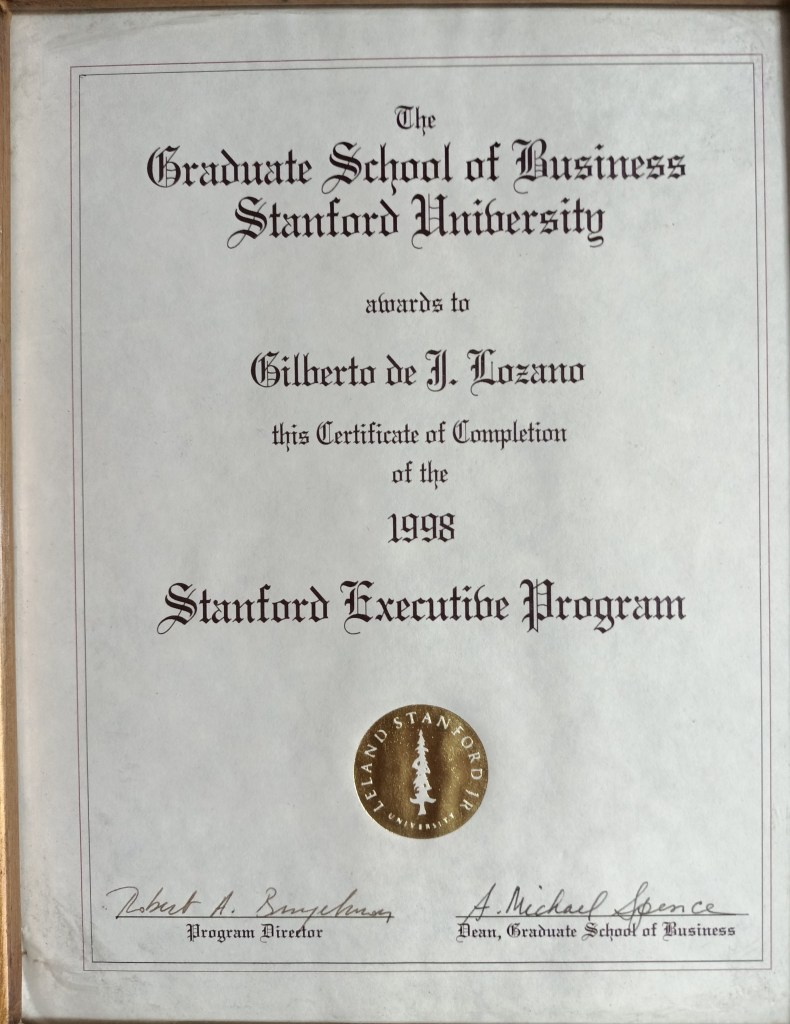 The
Graduate School of Business
Stanford University
awards to
Gilberto de J. Lozano
this Certificate of Completion
of the
1998
Stanford Executive Program
LELAND STANFORD JR
UNIVERSITY
Robert A. Burgelman A. Michael Spence
Program Director Dean, Graduate School of Business